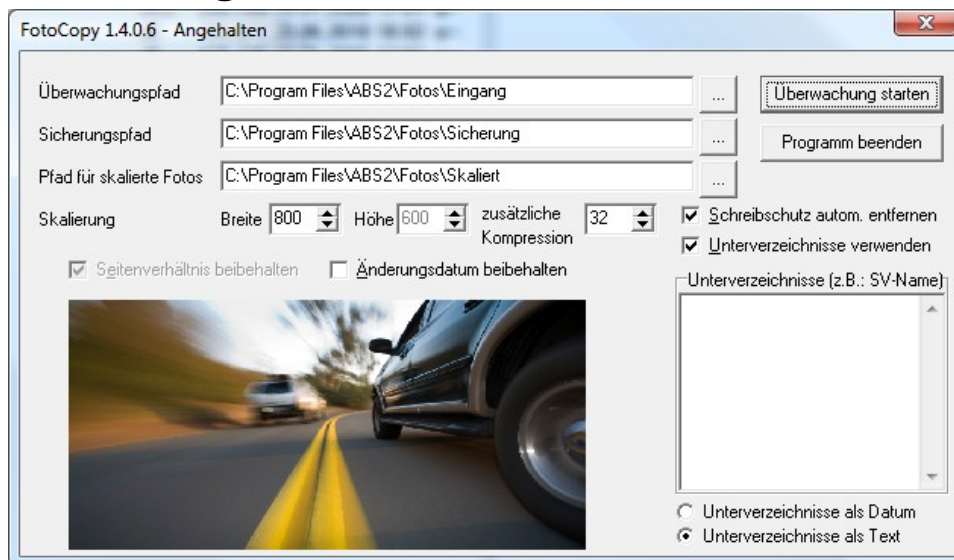 FotoCopy 1.4.0.6 - Angehalten
Überwachungspfad C:\Program Files\ABS2\Fotos\Eingang ... Überwachung starten
Sicherungspfad C:\Program Files\ABS2\Fotos\Sicherung ... Programm beenden
Pfad für skalierte Fotos C:\Program Files\ABS2\Fotos\Skaliert ...
Skalierung Breite 800 Höhe 600 zusätzliche Kompression 32 Schreibschutz autom. entfernen
Unterverzeichnisse verwenden
Seitenverhältnis beibehalten Änderungsdatum beibehalten
Unterverzeichnisse (z.B.: SV-Name)
Unterverzeichnisse als Datum
Unterverzeichnisse als Text